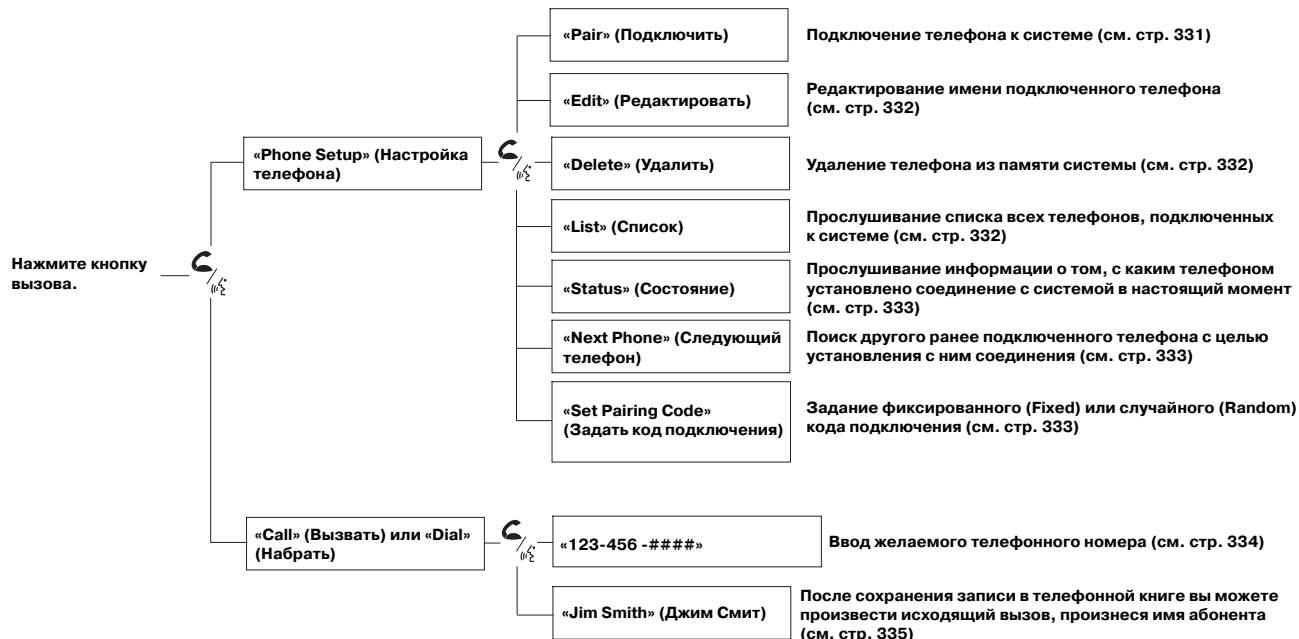 «Pair» (Подключить)
Подключение телефона к системе (см. стр. 331)
«Edit» (Редактировать)
Редактирование имени подключенного телефона
(см. стр. 332)
«Phone Setup» (Настройка
телефона)
«Delete» (Удалить)
Удаление телефона из памяти системы (см. стр. 332)
«List» (Список)
Прослушивание списка всех телефонов, подключенных
к системе (см. стр. 332)
Нажмите кнопку
вызова.
«Status» (Состояние)
Прослушивание информации о том, с каким телефоном
установлено соединение с системой в настоящий момент
(см. стр. 333)
«Next Phone» (Следующий
телефон)
Поиск другого ранее подключенного телефона с целью
установления с ним соединения (см. стр. 333)
«Set Pairing Code»
(Задать код подключения)
Задание фиксированного (Fixed) или случайного (Random)
кода подключения (см. стр. 333)
«Call» (Вызвать) или «Dial»
(Набрать)
«123-456 -####»
Ввод желаемого телефонного номера (см. стр. 334)
«Jim Smith» (Джим Смит)
После сохранения записи в телефонной книге вы можете
произвести исходящий вызов, произнеся имя абонента
(см. стр. 335)